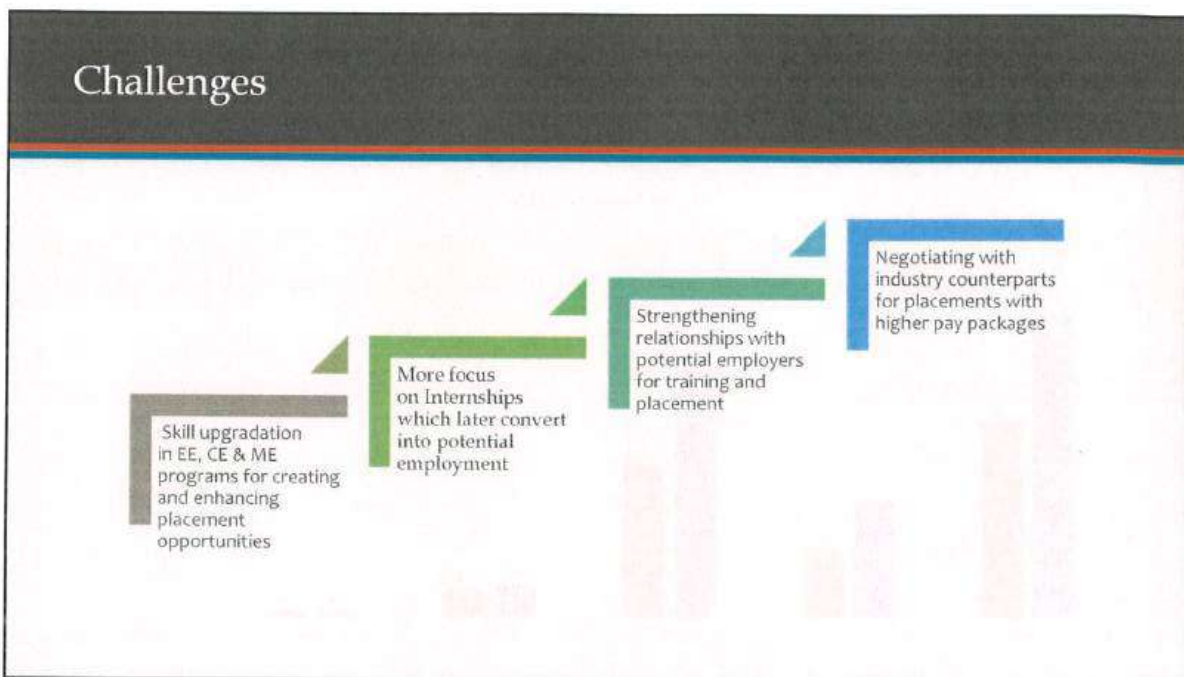 Challenges
Skill upgradation
in EE, CE & ME
programs for creating
and enhancing
placement
opportunities
More focus
on Internships
which later convert
into potential
employment
Strengthening
relationships with
potential employers
for training and
placement
Negotiating with
industry counterparts
for placements with
higher pay packages